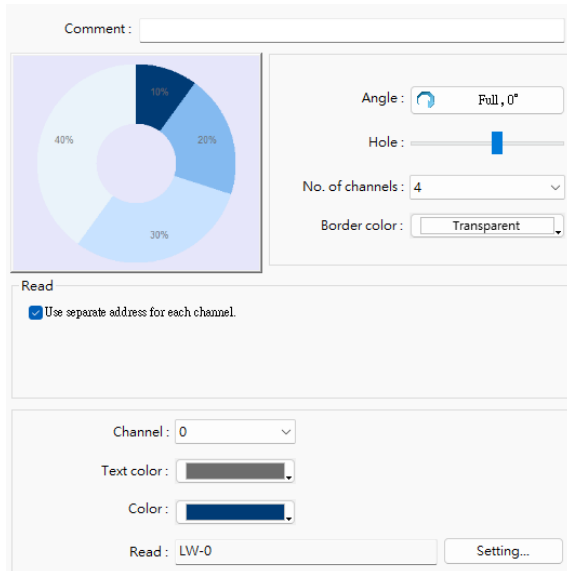 Comment :
10%
20%
30%
40%
Angle : Full , 0°
Hole :
No. of channels : 4
Border color : Transparent
Read
Use separate address for each channel.
Channel : 0
Text color :
Color :
Read : LW-0 Setting...